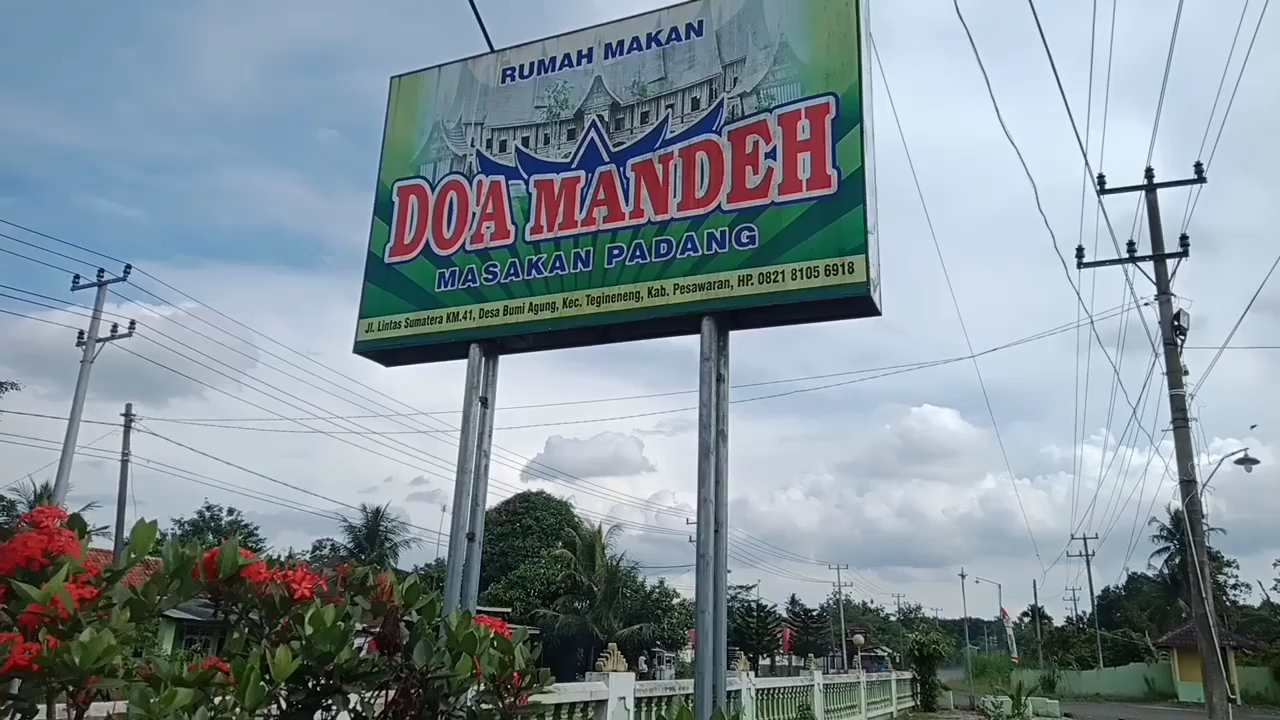 RUMAH MAKAN
DO'A MANDEH
MASAKAN PADANG
Jl. Lintas Sumatera KM.41, Desa Bumi Agung, Kec. Tegineneng, Kab. Pesawaran, HP. 0821 8105 6918